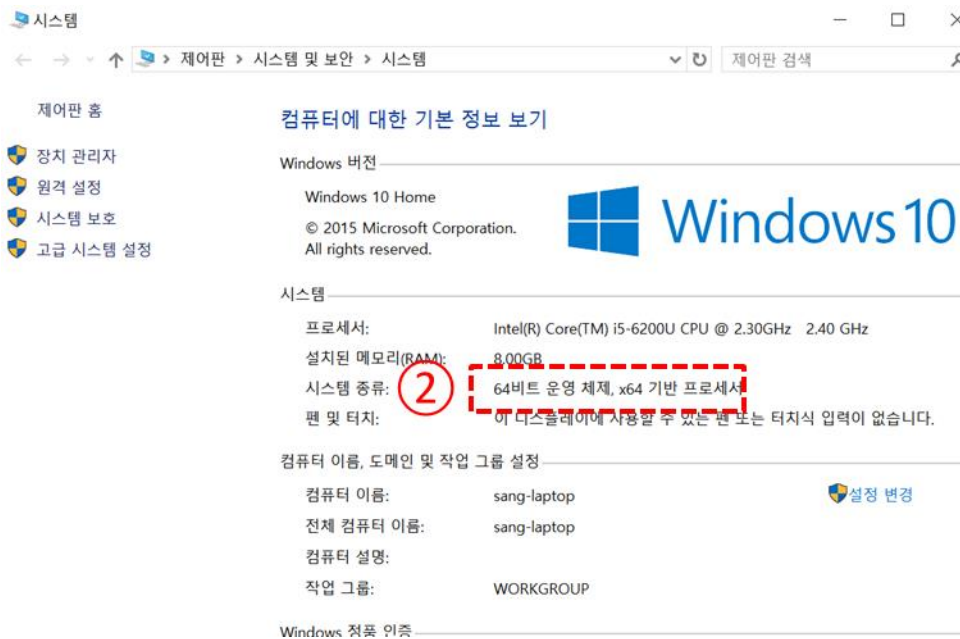 시스템
제어판 > 시스템 및 보안 > 시스템
제어판 검색
제어판 홈
장치 관리자
원격 설정
시스템 보호
고급 시스템 설정
컴퓨터에 대한 기본 정보 보기
Windows 버전
Windows 10 Home
© 2015 Microsoft Corporation.
All rights reserved.
Windows 10
시스템
프로세서: Intel(R) Core(TM) i5-6200U CPU @ 2.30GHz 2.40 GHz
설치된 메모리(RAM): 8.00GB
시스템 종류: ② 64비트 운영 체제, x64 기반 프로세서
펜 및 터치: 이 디스플레이에 사용할 수 있는 펜 또는 터치식 입력이 없습니다.
컴퓨터 이름, 도메인 및 작업 그룹 설정
컴퓨터 이름: sang-laptop 설정 변경
전체 컴퓨터 이름: sang-laptop
컴퓨터 설명:
작업 그룹: WORKGROUP
Windows 정품 인증